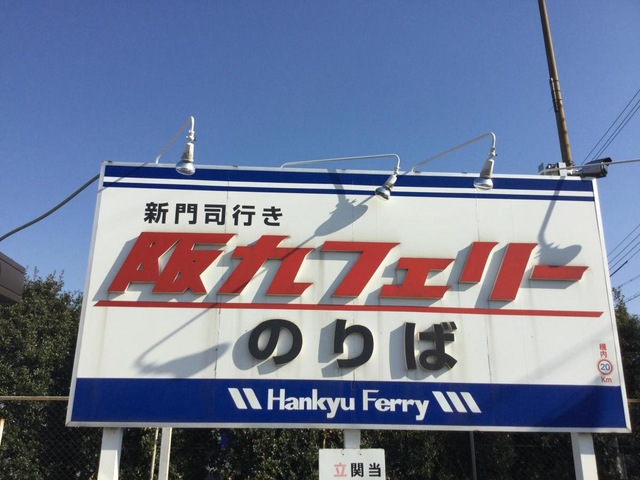 新門司行き
阪九フェリー
のりば
構内
20
Km
Hankyu Ferry
立関当